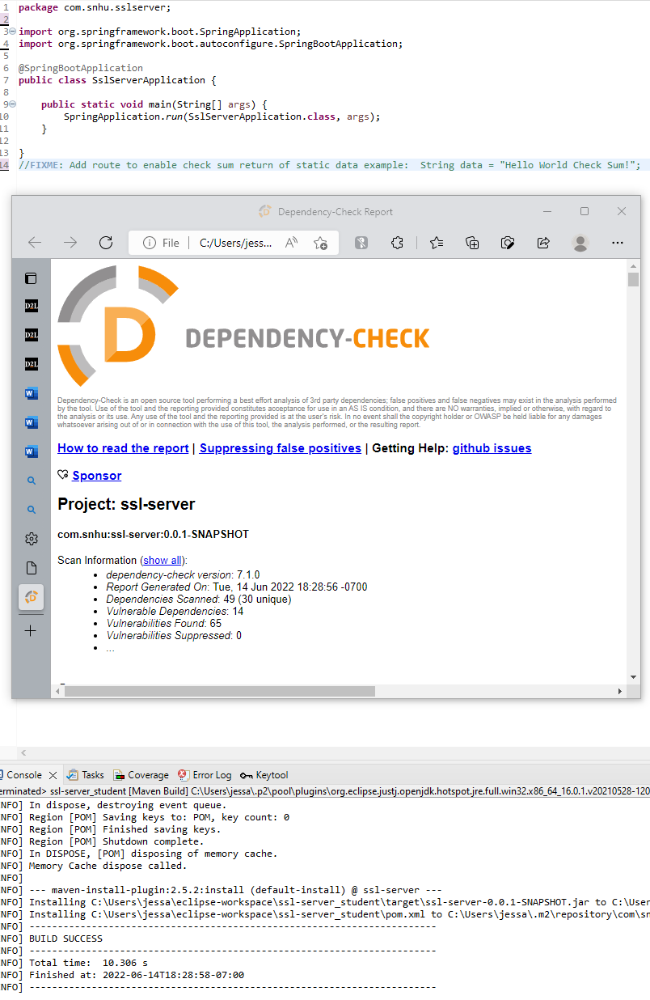 1 package com.snhu.sslserver;
2
3 import org.springframework.boot.SpringApplication;
4 import org.springframework.boot.autoconfigure.SpringBootApplication;
5
6 @SpringBootApplication
7 public class SslServerApplication {
8
9 public static void main(String[] args) {
10 SpringApplication.run(SslServerApplication.class, args);
11 }
12
13 }
14 //FIXME: Add route to enable check sum return of static data example:  String data = "Hello World Check Sum!";
Dependency-Check Report
File C:/Users/jess...
D2L
D2L
D2L
W
W
W
D
DEPENDENCY-CHECK
Dependency-Check is an open source tool performing a best effort analysis of 3rd party dependencies; false positives and false negatives may exist in the analysis performed
by the tool. Use of the tool and the reporting provided constitutes acceptance for use in an AS IS condition, and there are NO warranties, implied or otherwise, with regard to
the analysis or its use. Any use of the tool and the reporting provided is at the user's risk. In no event shall the copyright holder or OWASP be held liable for any damages
whatsoever arising out of or in connection with the use of this tool, the analysis performed, or the resulting report.
How to read the report | Suppressing false positives | Getting Help: github issues
Sponsor
Project: ssl-server
com.snhu:ssl-server:0.0.1-SNAPSHOT
Scan Information (show all):
• dependency-check version: 7.1.0
• Report Generated On: Tue, 14 Jun 2022 18:28:56 -0700
• Dependencies Scanned: 49 (30 unique)
• Vulnerable Dependencies: 14
• Vulnerabilities Found: 65
• Vulnerabilities Suppressed: 0
• ...
Console Tasks Coverage Error Log Keytool
erminated> ssl-server_student [Maven Build] C:\Users\jessa\.p2\pool\plugins\org.eclipse.justj.openjdk.hotspot.jre.full.win32.x86_64_16.0.1.v20210528-120
NFO] In dispose, destroying event queue.
NFO] Region [POM] Saving keys to: POM, key count: 0
NFO] Region [POM] Finished saving keys.
NFO] Region [POM] Shutdown complete.
NFO] In DISPOSE, [POM] disposing of memory cache.
NFO] Memory Cache dispose called.
NFO]
NFO] --- maven-install-plugin:2.5.2:install (default-install) @ ssl-server ---
NFO] Installing C:\Users\jessa\eclipse-workspace\ssl-server_student\target\ssl-server-0.0.1-SNAPSHOT.jar to C:\User
NFO] Installing C:\Users\jessa\eclipse-workspace\ssl-server_student\pom.xml to C:\Users\jessa\.m2\repository\com\sn
NFO] ------------------------------------------------------------------------
NFO] BUILD SUCCESS
NFO] ------------------------------------------------------------------------
NFO] Total time:  10.306 s
NFO] Finished at: 2022-06-14T18:28:58-07:00
NFO] ------------------------------------------------------------------------